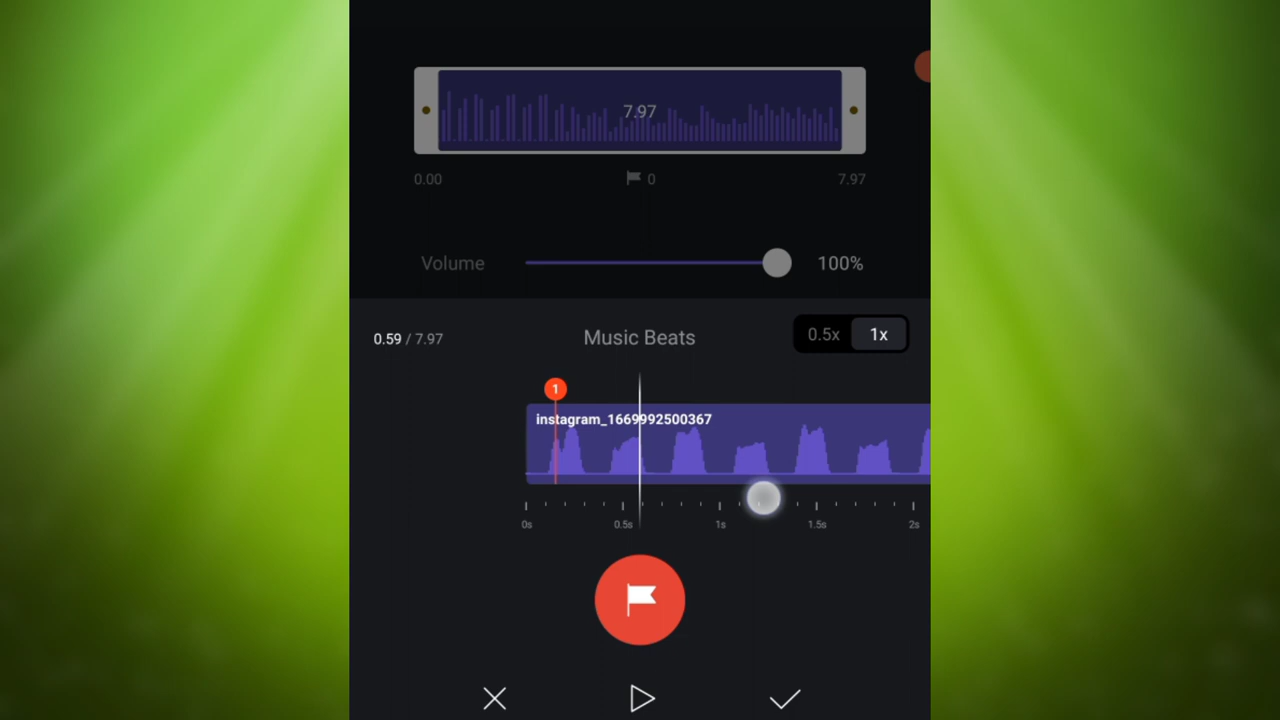 7.97
0.00
0
7.97
Volume
100%
0.59 / 7.97
Music Beats
0.5x
1x
1
instagram_1669992500367
0s
0.5s
1s
1.5s
2s